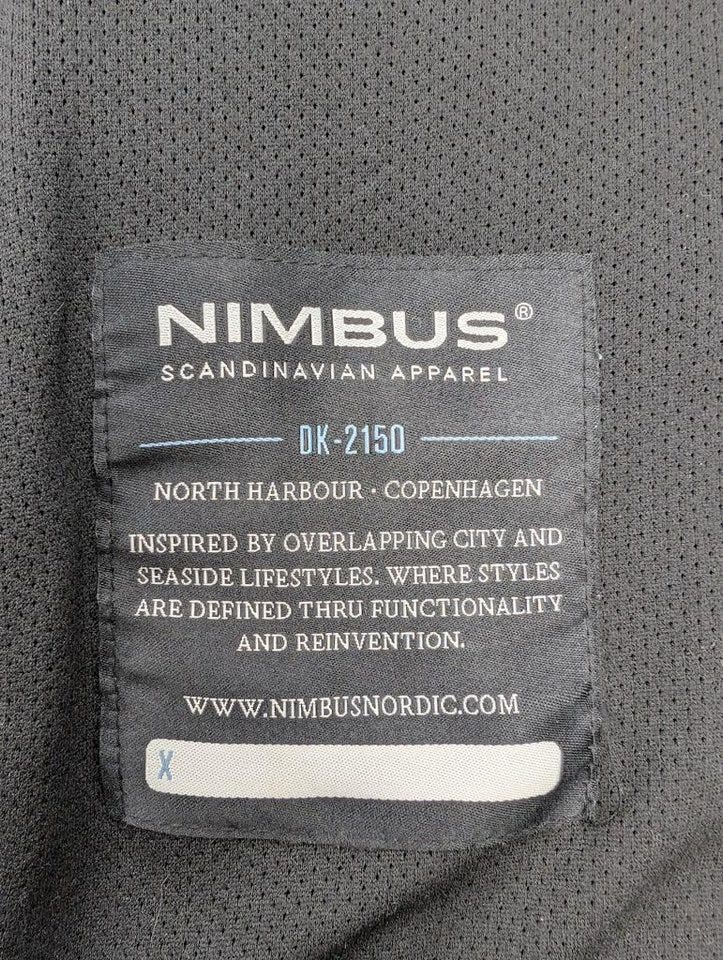 NIMBUS®
SCANDINAVIAN APPAREL
DK-2150
NORTH HARBOUR · COPENHAGEN
INSPIRED BY OVERLAPPING CITY AND
SEASIDE LIFESTYLES. WHERE STYLES
ARE DEFINED THRU FUNCTIONALITY
AND REINVENTION.
WWW.NIMBUSNORDIC.COM
X